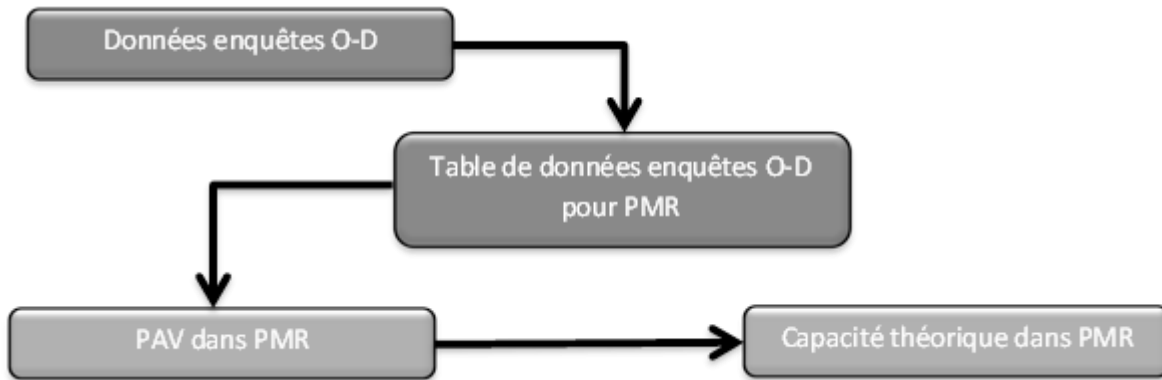 Données enquêtes O-D
Table de données enquêtes O-D
pour PMR
PAV dans PMR
Capacité théorique dans PMR